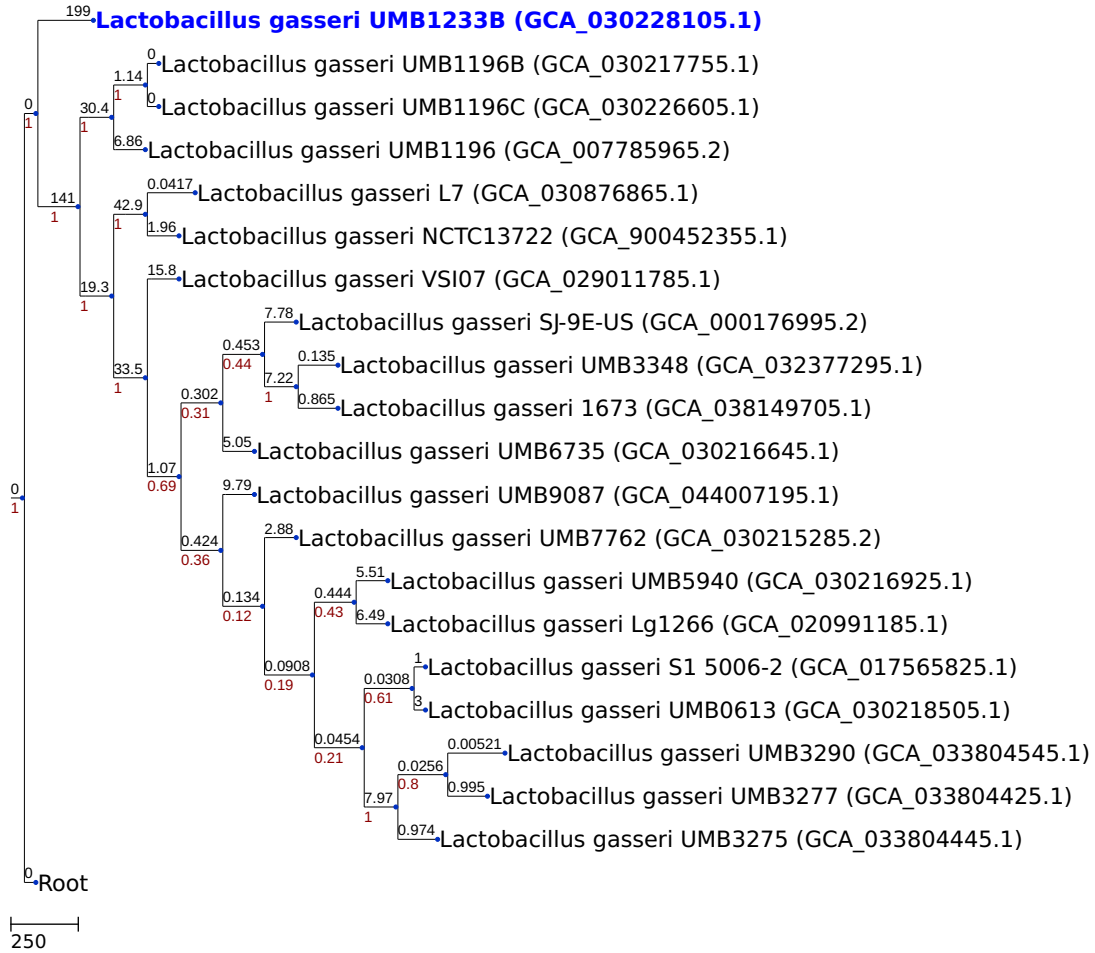 199 Lactobacillus gasseri UMB1233B (GCA_030228105.1)
0 Lactobacillus gasseri UMB1196B (GCA_030217755.1)
1.14
1
0 Lactobacillus gasseri UMB1196C (GCA_030226605.1)
0
1
30.4
1
6.86 Lactobacillus gasseri UMB1196 (GCA_007785965.2)
0.0417 Lactobacillus gasseri L7 (GCA_030876865.1)
141
1
42.9
1
1.96 Lactobacillus gasseri NCTC13722 (GCA_900452355.1)
15.8 Lactobacillus gasseri VSI07 (GCA_029011785.1)
19.3
1
7.78 Lactobacillus gasseri SJ-9E-US (GCA_000176995.2)
0.453
0.44
0.135 Lactobacillus gasseri UMB3348 (GCA_032377295.1)
33.5
1
7.22
1
0.302
0.31
0.865 Lactobacillus gasseri 1673 (GCA_038149705.1)
5.05 Lactobacillus gasseri UMB6735 (GCA_030216645.1)
1.07
0.69
9.79 Lactobacillus gasseri UMB9087 (GCA_044007195.1)
0
1
2.88 Lactobacillus gasseri UMB7762 (GCA_030215285.2)
0.424
0.36
5.51 Lactobacillus gasseri UMB5940 (GCA_030216925.1)
0.134
0.12
0.444
0.43
6.49 Lactobacillus gasseri Lg1266 (GCA_020991185.1)
1 Lactobacillus gasseri S1 5006-2 (GCA_017565825.1)
0.0908
0.19
0.0308
0.61
3 Lactobacillus gasseri UMB0613 (GCA_030218505.1)
0.0454
0.21
0.00521 Lactobacillus gasseri UMB3290 (GCA_033804545.1)
0.0256
0.8
0.995 Lactobacillus gasseri UMB3277 (GCA_033804425.1)
7.97
1
0.974 Lactobacillus gasseri UMB3275 (GCA_033804445.1)
0 Root
250